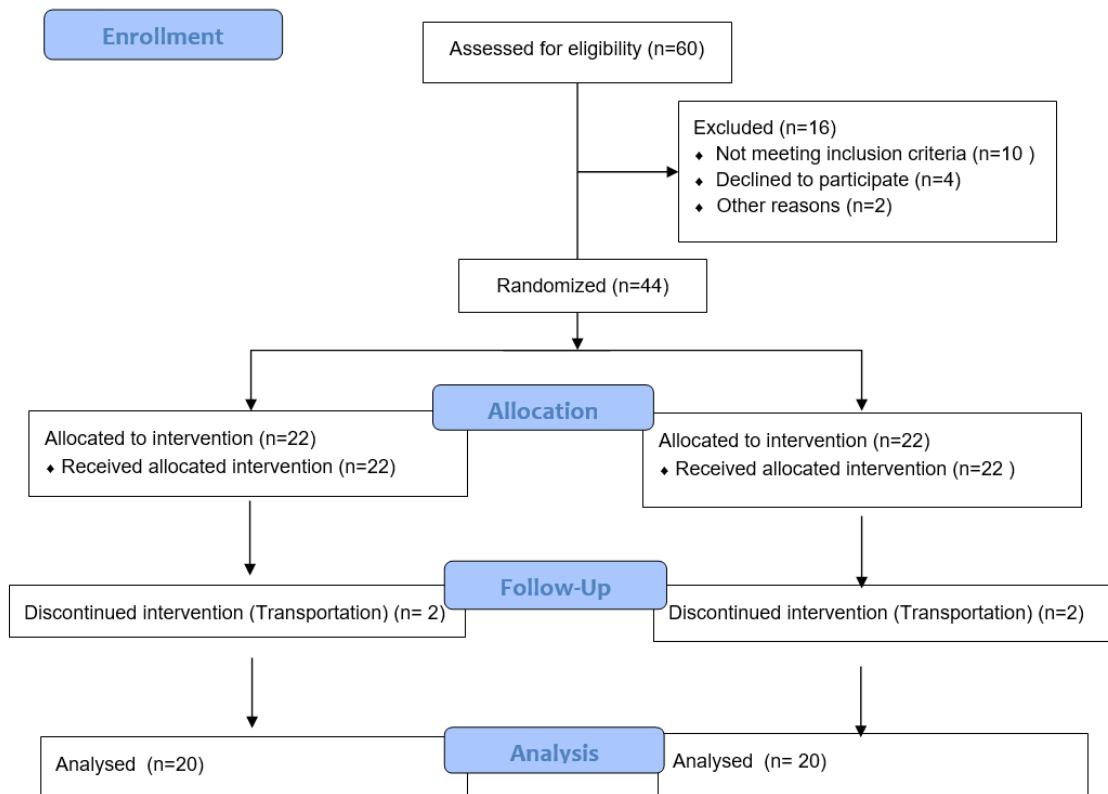 Enrollment
Assessed for eligibility (n=60)
Excluded (n=16)
♦ Not meeting inclusion criteria (n=10 )
♦ Declined to participate (n=4)
♦ Other reasons (n=2)
Randomized (n=44)
Allocation
Allocated to intervention (n=22)
♦ Received allocated intervention (n=22)
Allocated to intervention (n=22)
♦ Received allocated intervention (n=22 )
Follow-Up
Discontinued intervention (Transportation) (n= 2)
Discontinued intervention (Transportation) (n=2)
Analysis
Analysed (n=20)
Analysed (n= 20)